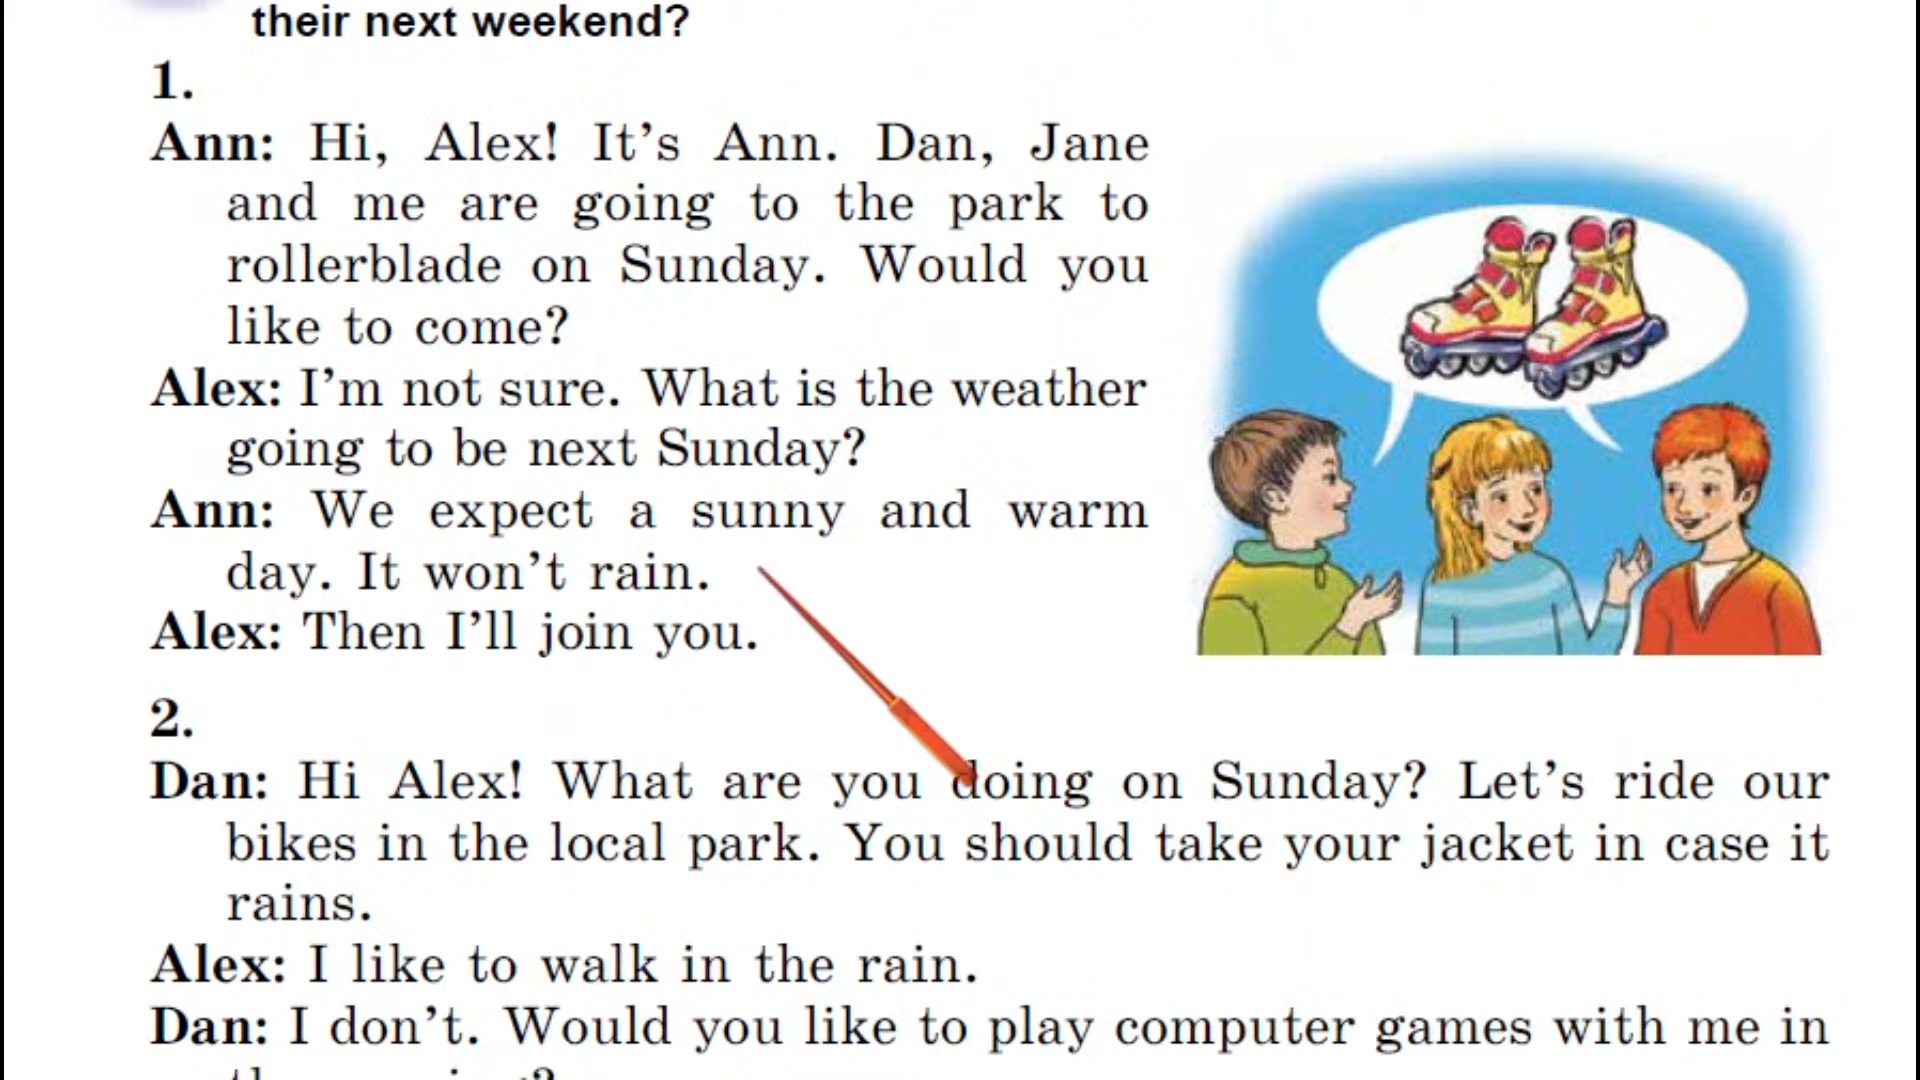 their next weekend?
1.
Ann: Hi, Alex! It's Ann. Dan, Jane
and me are going to the park to
rollerblade on Sunday. Would you
like to come?
Alex: I'm not sure. What is the weather
going to be next Sunday?
Ann: We expect a sunny and warm
day. It won't rain.
Alex: Then I'll join you.
2.
Dan: Hi Alex! What are you doing on Sunday? Let's ride our
bikes in the local park. You should take your jacket in case it
rains.
Alex: I like to walk in the rain.
Dan: I don't. Would you like to play computer games with me in